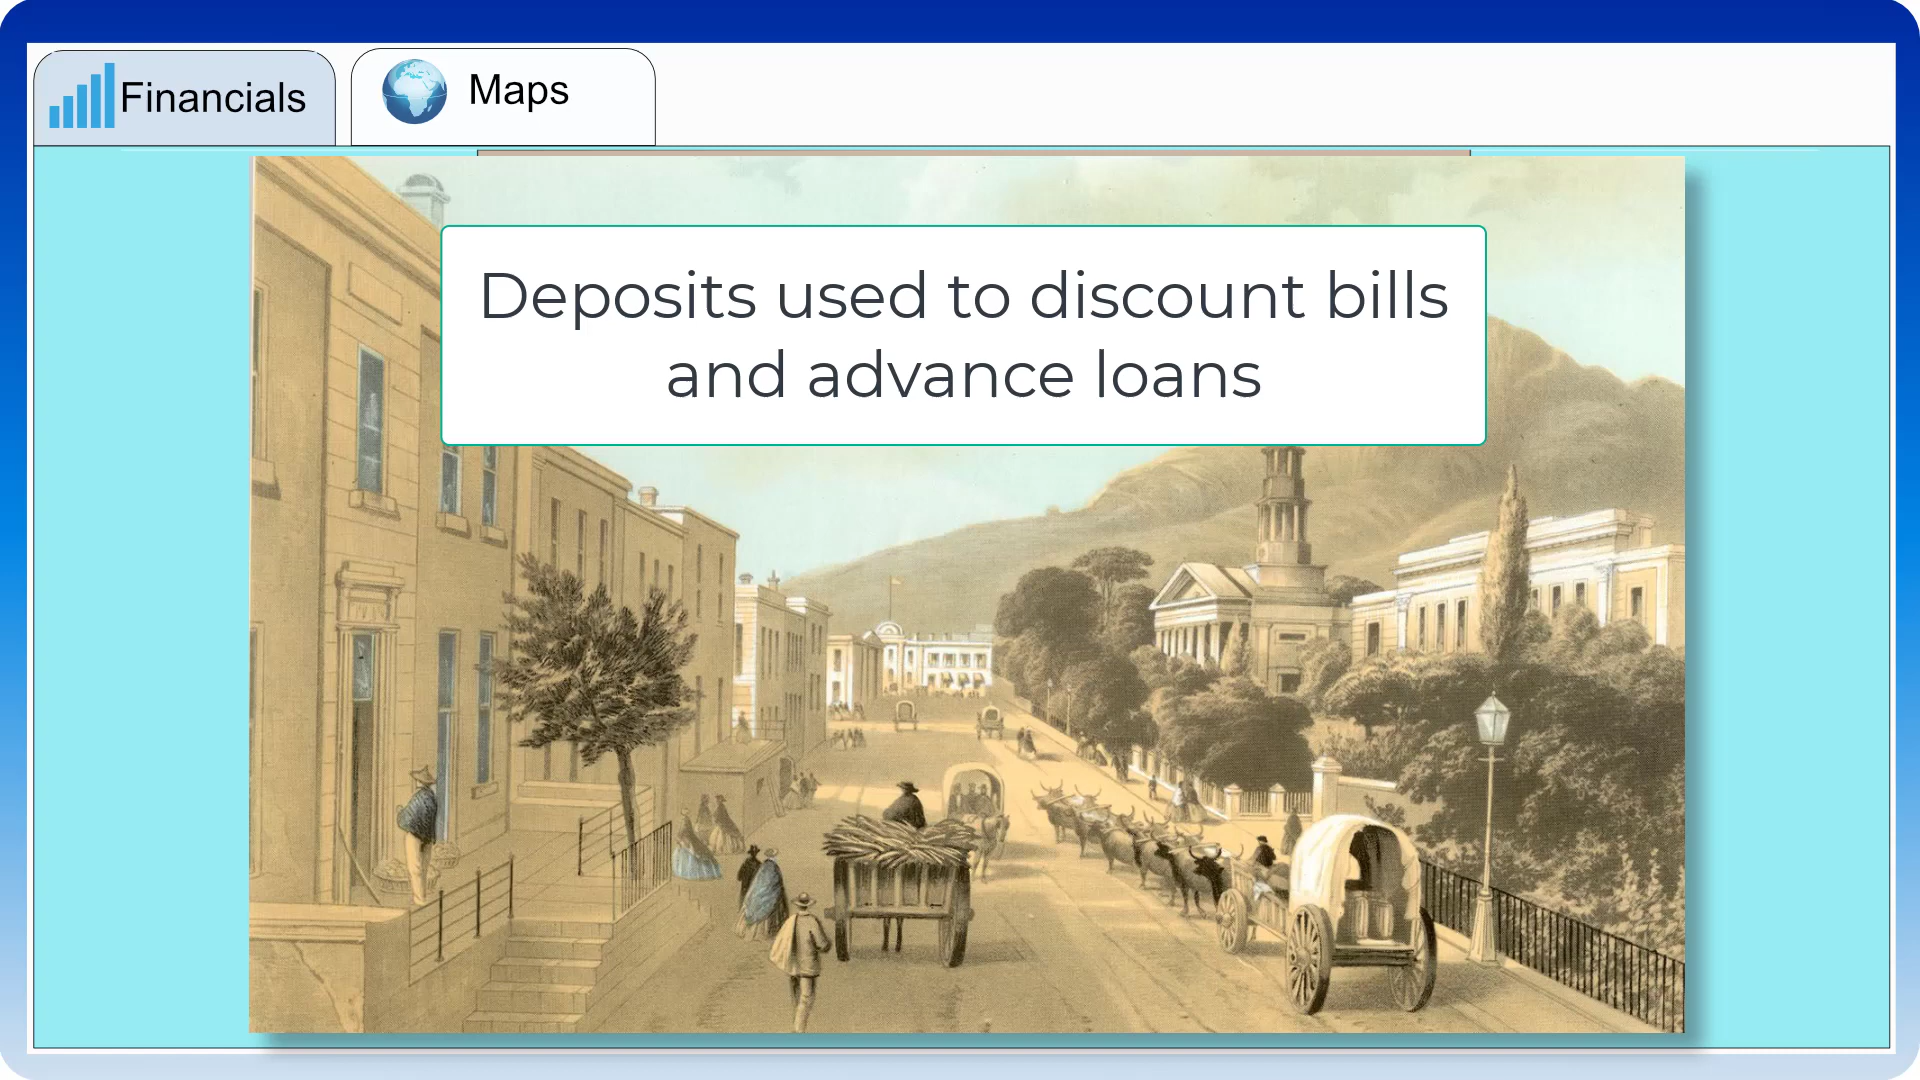 Financials
Maps
Deposits used to discount bills
and advance loans